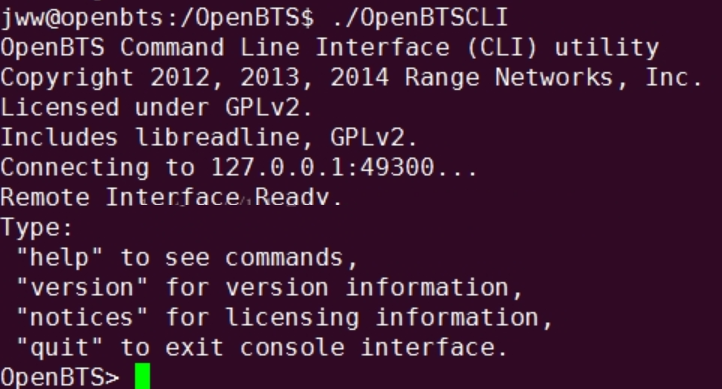 jww@openbts:/OpenBTS$ ./OpenBTSCLI
OpenBTS Command Line Interface (CLI) utility
Copyright 2012, 2013, 2014 Range Networks, Inc.
Licensed under GPLv2.
Includes libreadline, GPLv2.
Connecting to 127.0.0.1:49300...
Remote Interface Ready.
Type:
 "help" to see commands,
 "version" for version information,
 "notices" for licensing information,
 "quit" to exit console interface.
OpenBTS>